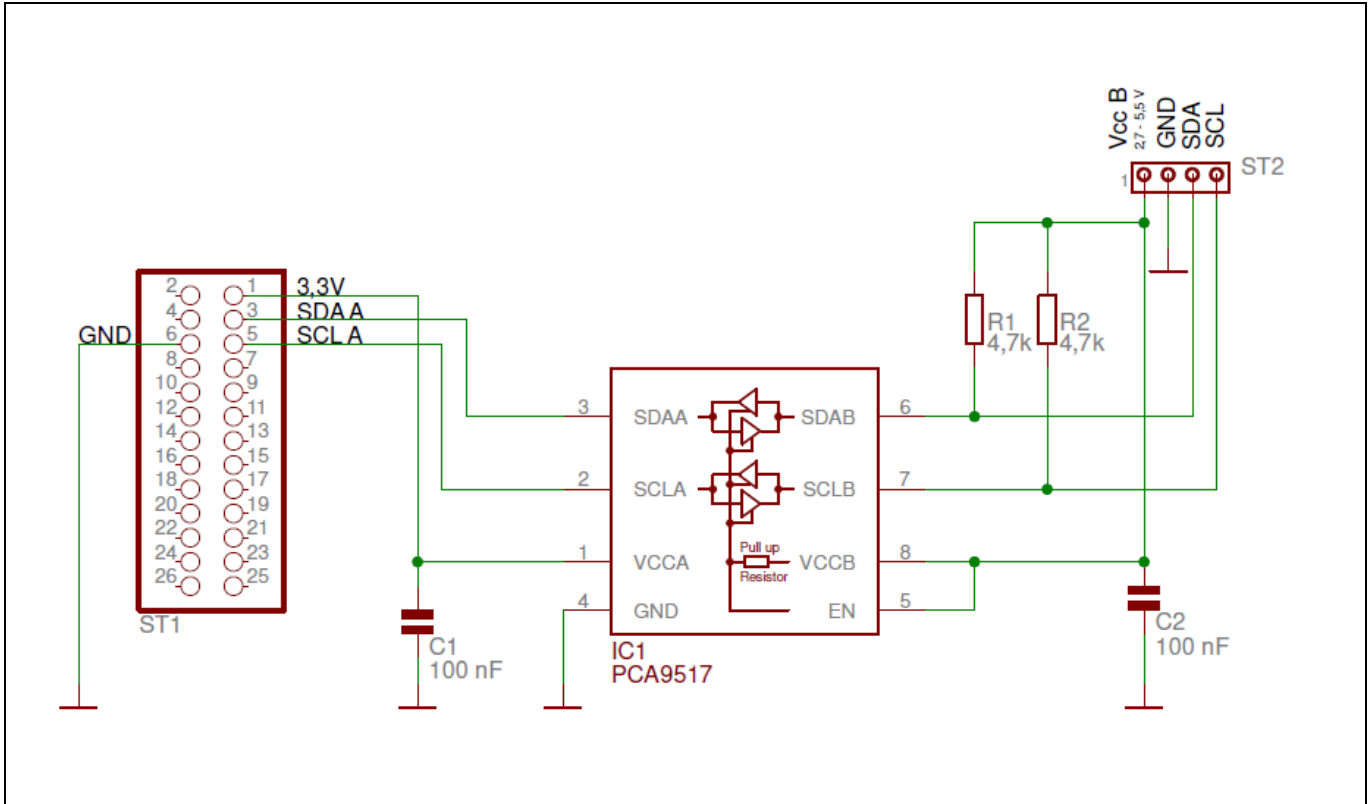 Vcc B
2,7 - 5,5 V
GND
SDA
SCL
1
ST2
2
1
3,3V
4
3
SDA A
GND
6
5
SCL A
8
7
10
9
12
11
14
13
16
15
18
17
20
19
22
21
24
23
26
25
ST1
R1
4,7k
R2
4,7k
3
SDAA
SDAB
6
2
SCLA
SCLB
7
1
VCCA
Pull up
Resistor
VCCB
8
4
GND
EN
5
IC1
PCA9517
C1
100 nF
C2
100 nF